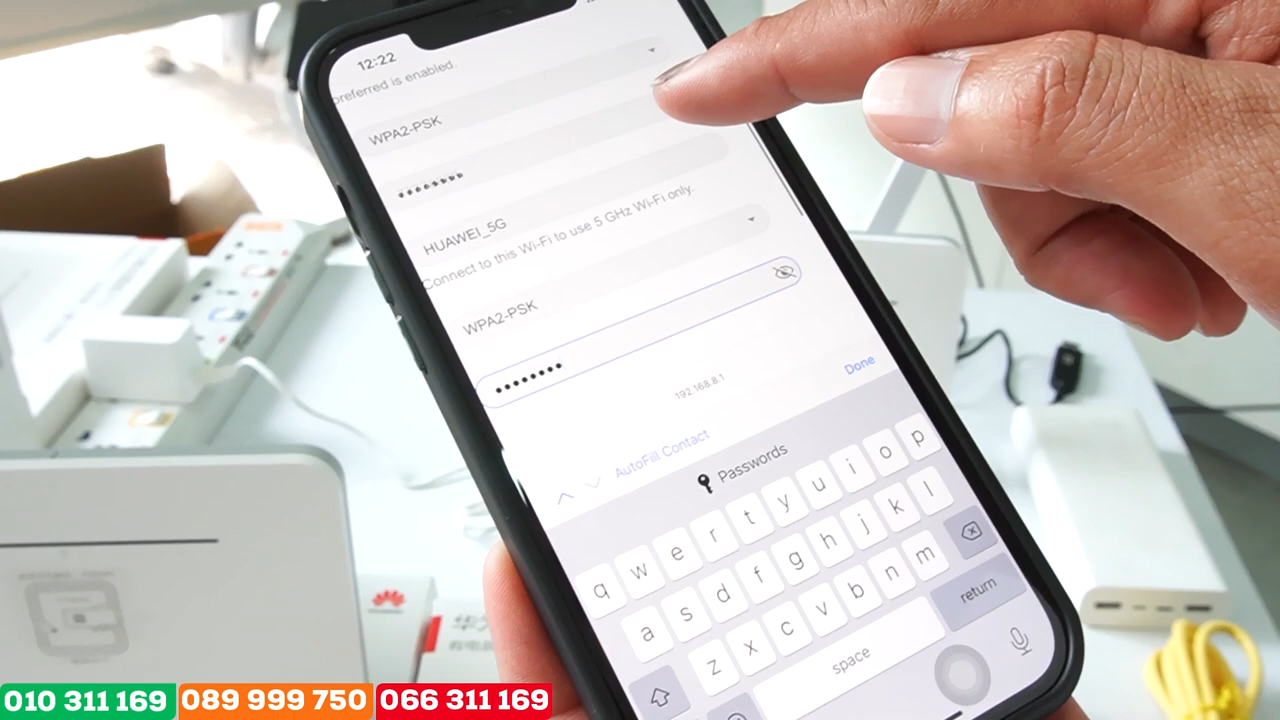 12:22
preferred is enabled.
WPA2-PSK
••••••••
HUAWEI_5G
Connect to this Wi-Fi to use 5 GHz Wi-Fi only.
WPA2-PSK
••••••••
192.168.8.1
Done
AutoFill Contact
Passwords
q w e r t y u i o p
a s d f g h j k l
z x c v b n m
space
return
010 311 169
089 999 750
066 311 169